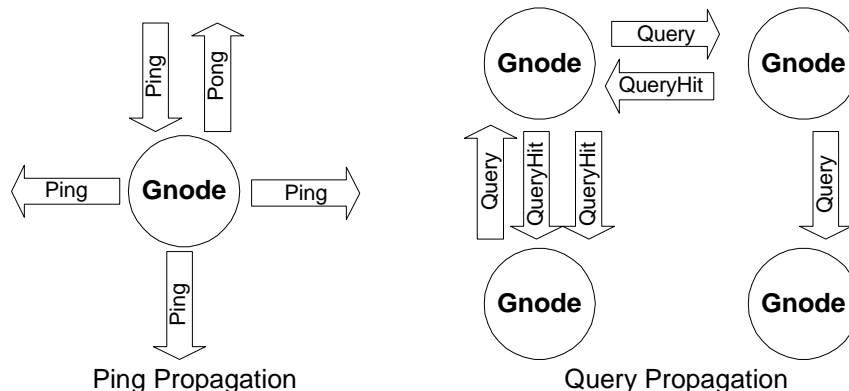 Ping
Pong
Ping
Gnode
Ping
Ping
Ping Propagation
Gnode
Query
QueryHit
Gnode
Query
QueryHit
QueryHit
Query
Gnode
Gnode
Query Propagation